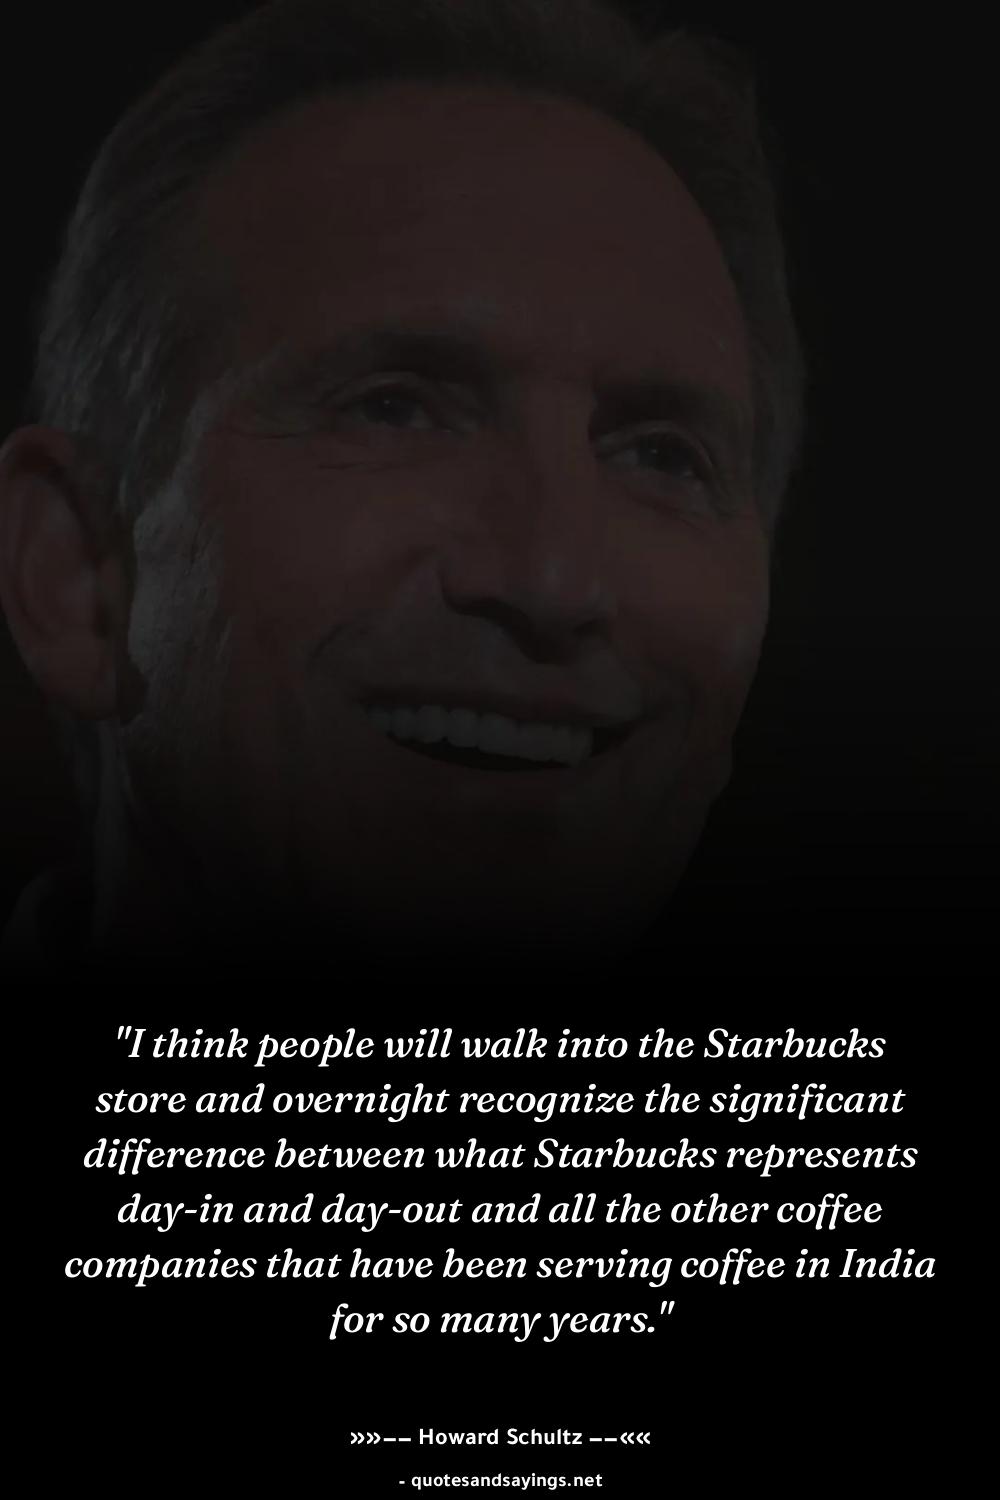 "I think people will walk into the Starbucks
store and overnight recognize the significant
difference between what Starbucks represents
day-in and day-out and all the other coffee
companies that have been serving coffee in India
for so many years."
»»−− Howard Schultz −−««
- quotesandsayings.net